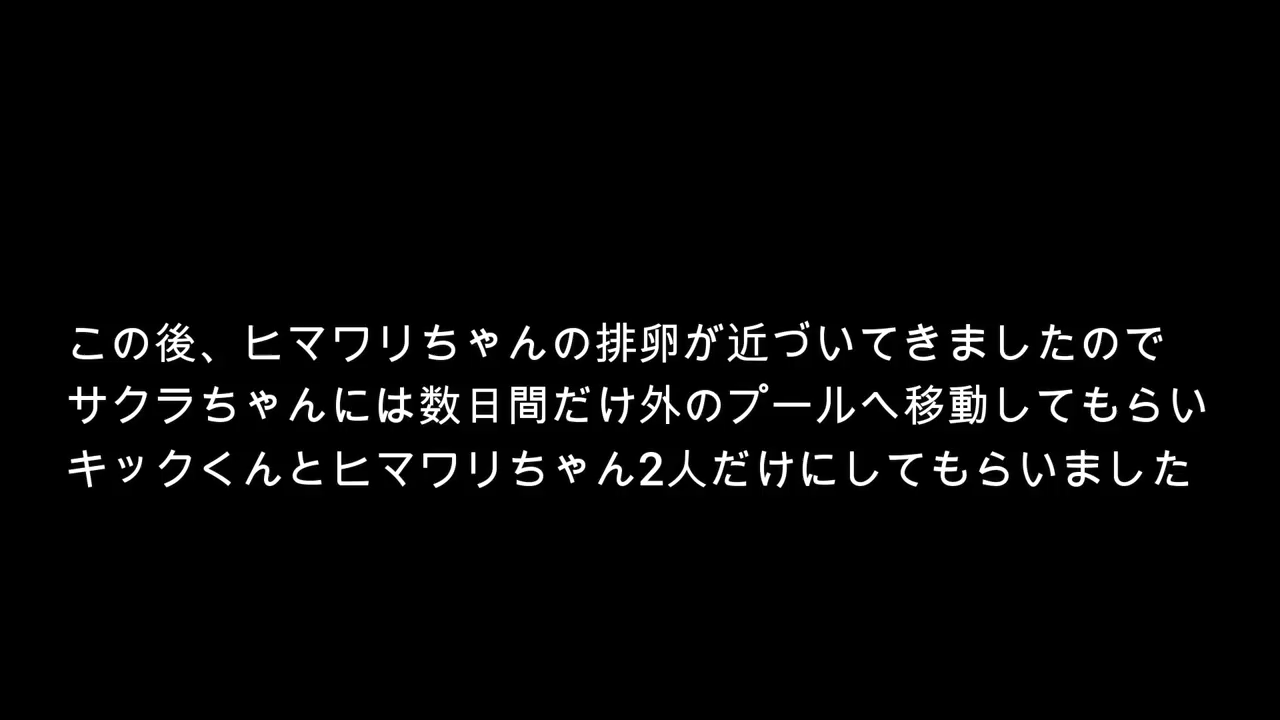 この後、ヒマワリちゃんの排卵が近づいてきましたので
サクラちゃんには数日間だけ外のプールへ移動してもらい
キックくんとヒマワリちゃん2人だけにしてもらいました